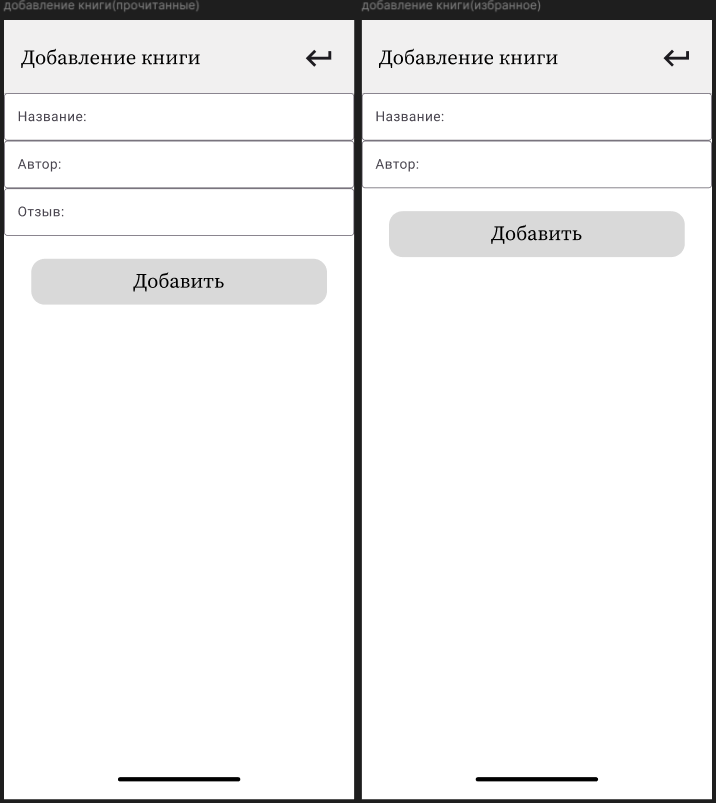 добавление книги(прочитанные)
Добавление книги
Название:
Автор:
Отзыв:
Добавить
добавление книги(избранное)
Добавление книги
Название:
Автор:
Добавить